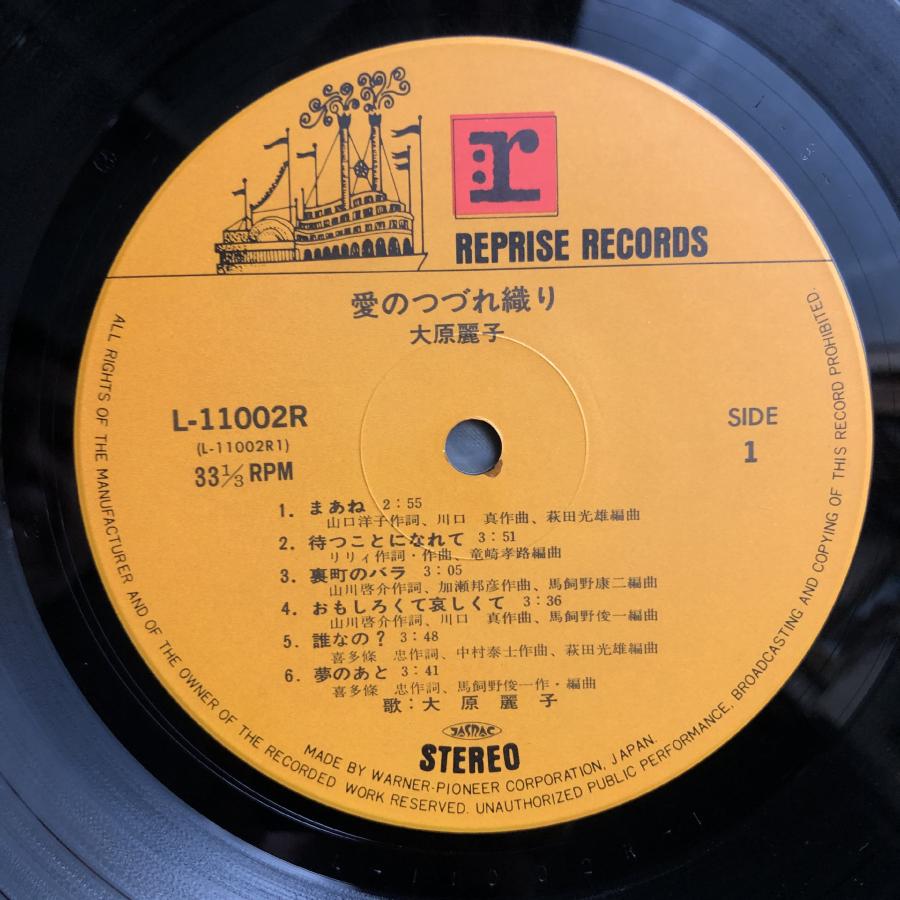 r
REPRISE RECORDS
愛のつづれ織り
大原麗子
L-11002R
(L-11002R1)
33 1/3 RPM
SIDE
1
1. まあね 2:55
山口洋子作詞、川口 真作曲、萩田光雄編曲
2. 待つことになれて 3:51
リリィ作詞・作曲、竜崎孝路編曲
3. 裏町のバラ 3:05
山川啓介作詞、加瀬邦彦作曲、馬飼野康二編曲
4. おもしろくて哀しくて 3:36
山川啓介作詞、川口 真作曲、馬飼野俊一編曲
5. 誰なの? 3:48
喜多條 忠作詞、中村泰士作曲、萩田光雄編曲
6. 夢のあと 3:41
喜多條 忠作詞、馬飼野俊一作・編曲
歌:大原麗子
JASRAC
STEREO
MADE BY WARNER-PIONEER CORPORATION, JAPAN.
ALL RIGHTS OF THE MANUFACTURER AND OF THE OWNER OF THE RECORDED WORK RESERVED. UNAUTHORIZED PUBLIC PERFORMANCE, BROADCASTING AND COPYING OF THIS RECORD PROHIBITED.